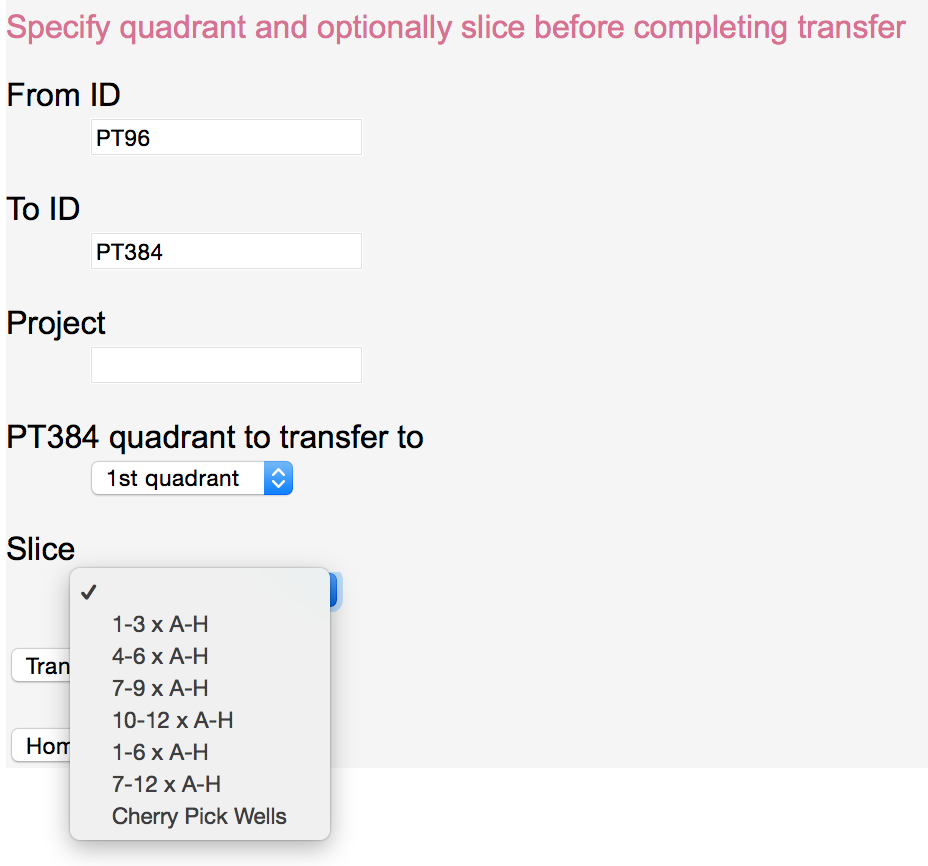 Specify quadrant and optionally slice before completing transfer
From ID
PT96
To ID
PT384
Project
PT384 quadrant to transfer to
1st quadrant
Slice
1-3 x A-H
4-6 x A-H
Tran
7-9 x A-H
10-12 x A-H
Hom
1-6 x A-H
7-12 x A-H
Cherry Pick Wells